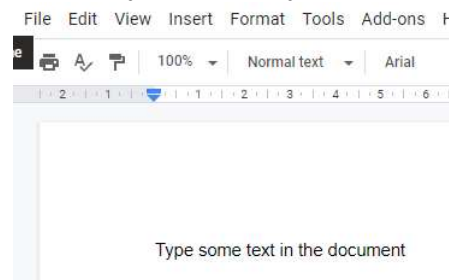 File Edit View Insert Format Tools Add-ons H
e 100% Normal text Arial
2 1 1 2 3 4 5 6
Type some text in the document